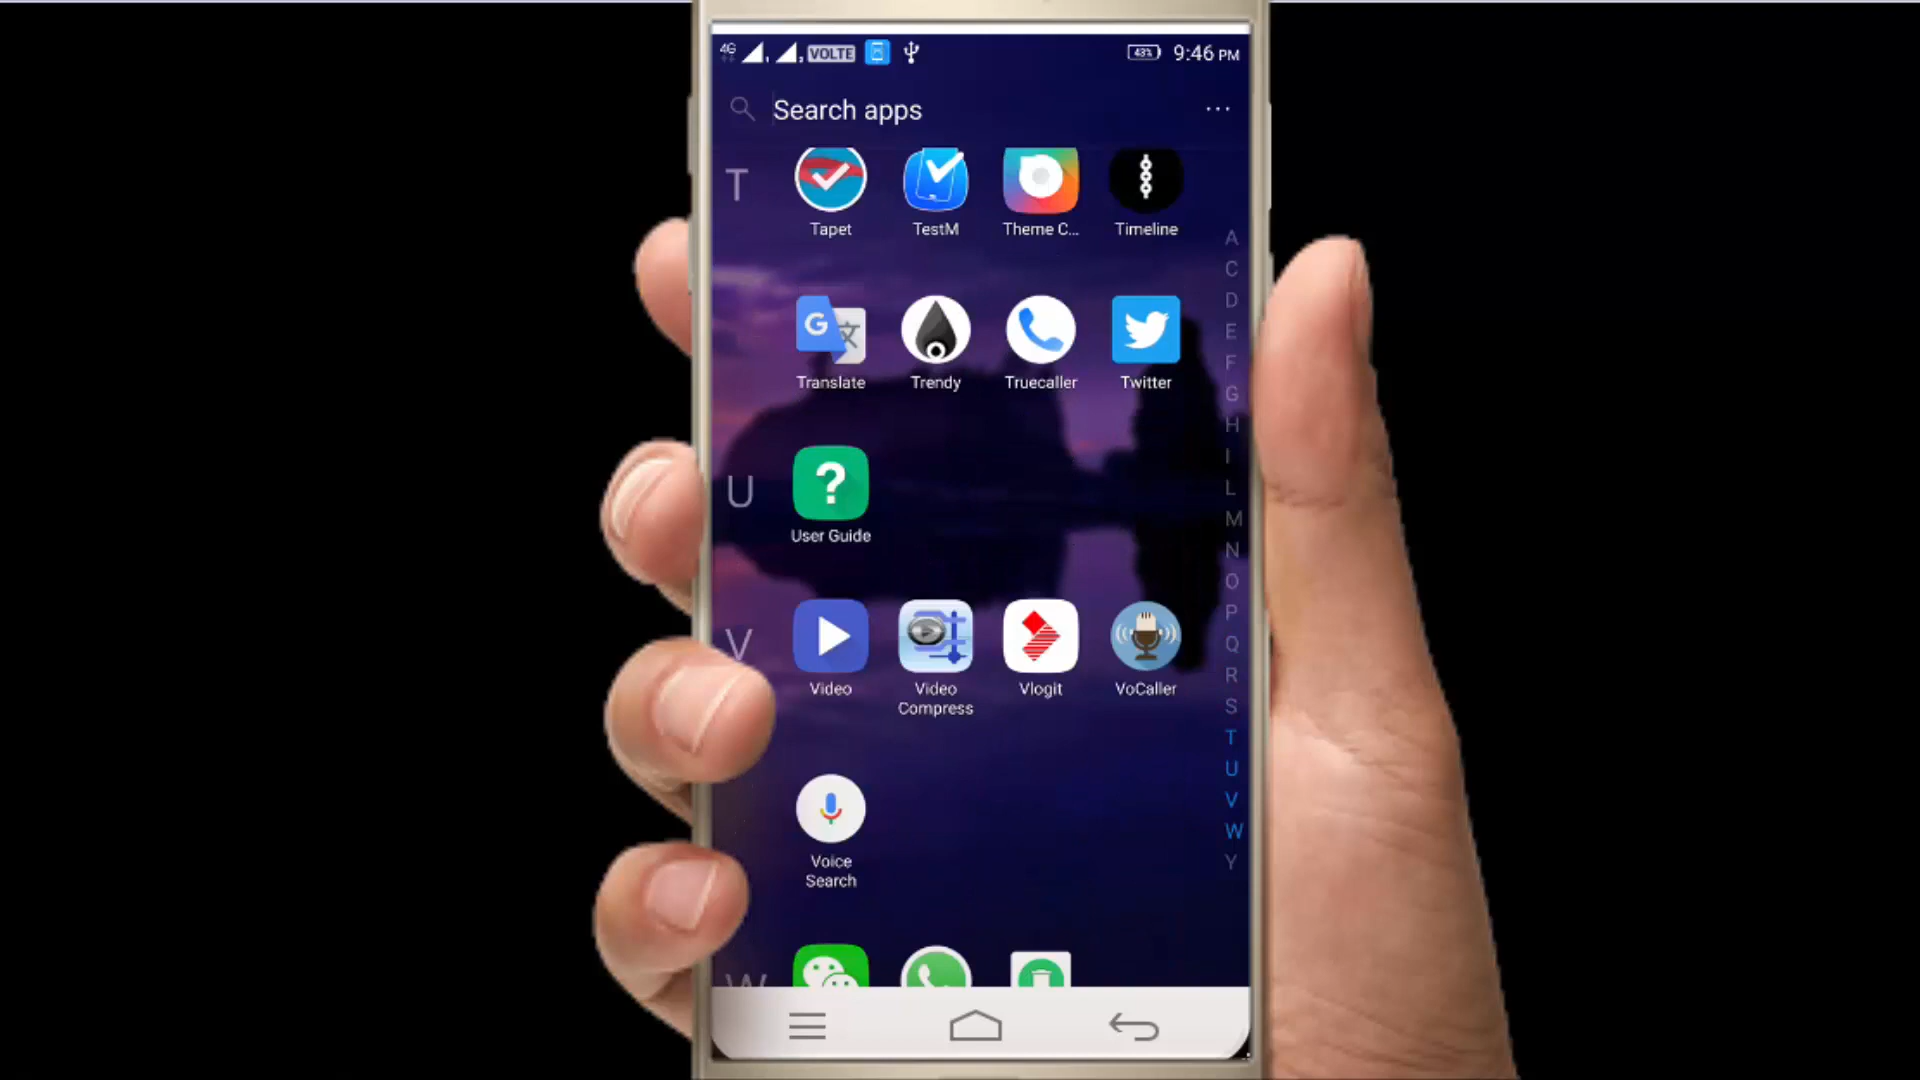 4G VOLTE 43% 9:46 PM
Search apps ...
T
Tapet TestM Theme C... Timeline
Translate Trendy Truecaller Twitter
U
User Guide
V
Video Video Compress Vlogit VoCaller
Voice Search
W
A
C
D
E
F
G
H
I
L
M
N
O
P
Q
R
S
T
U
V
W
Y